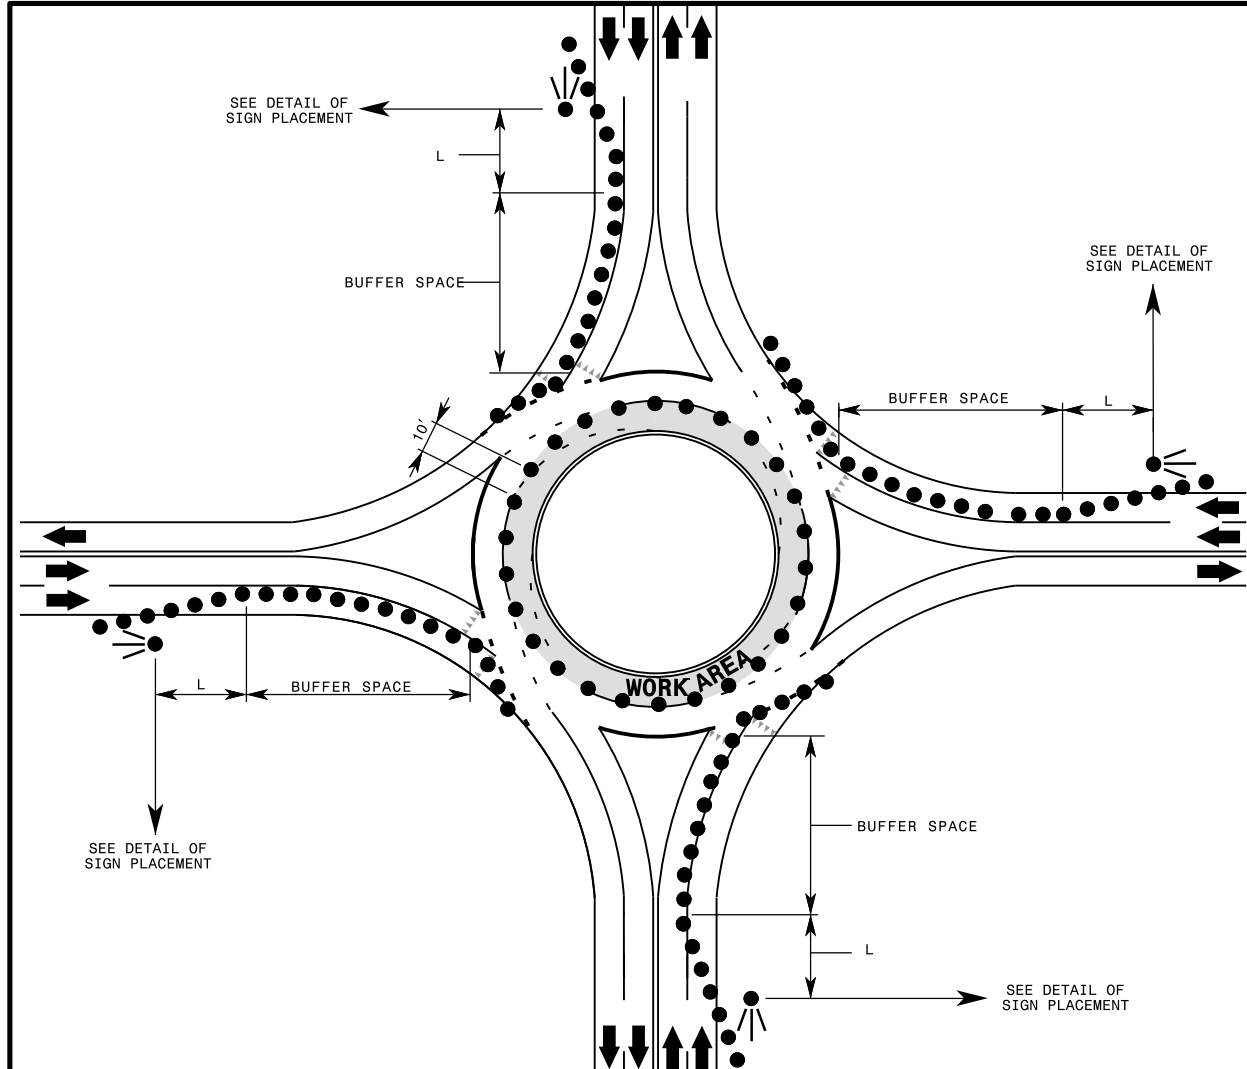 SEE DETAIL OF
SIGN PLACEMENT
L
BUFFER SPACE
SEE DETAIL OF
SIGN PLACEMENT
BUFFER SPACE
L
10'
WORK AREA
L
BUFFER SPACE
SEE DETAIL OF
SIGN PLACEMENT
BUFFER SPACE
L
SEE DETAIL OF
SIGN PLACEMENT